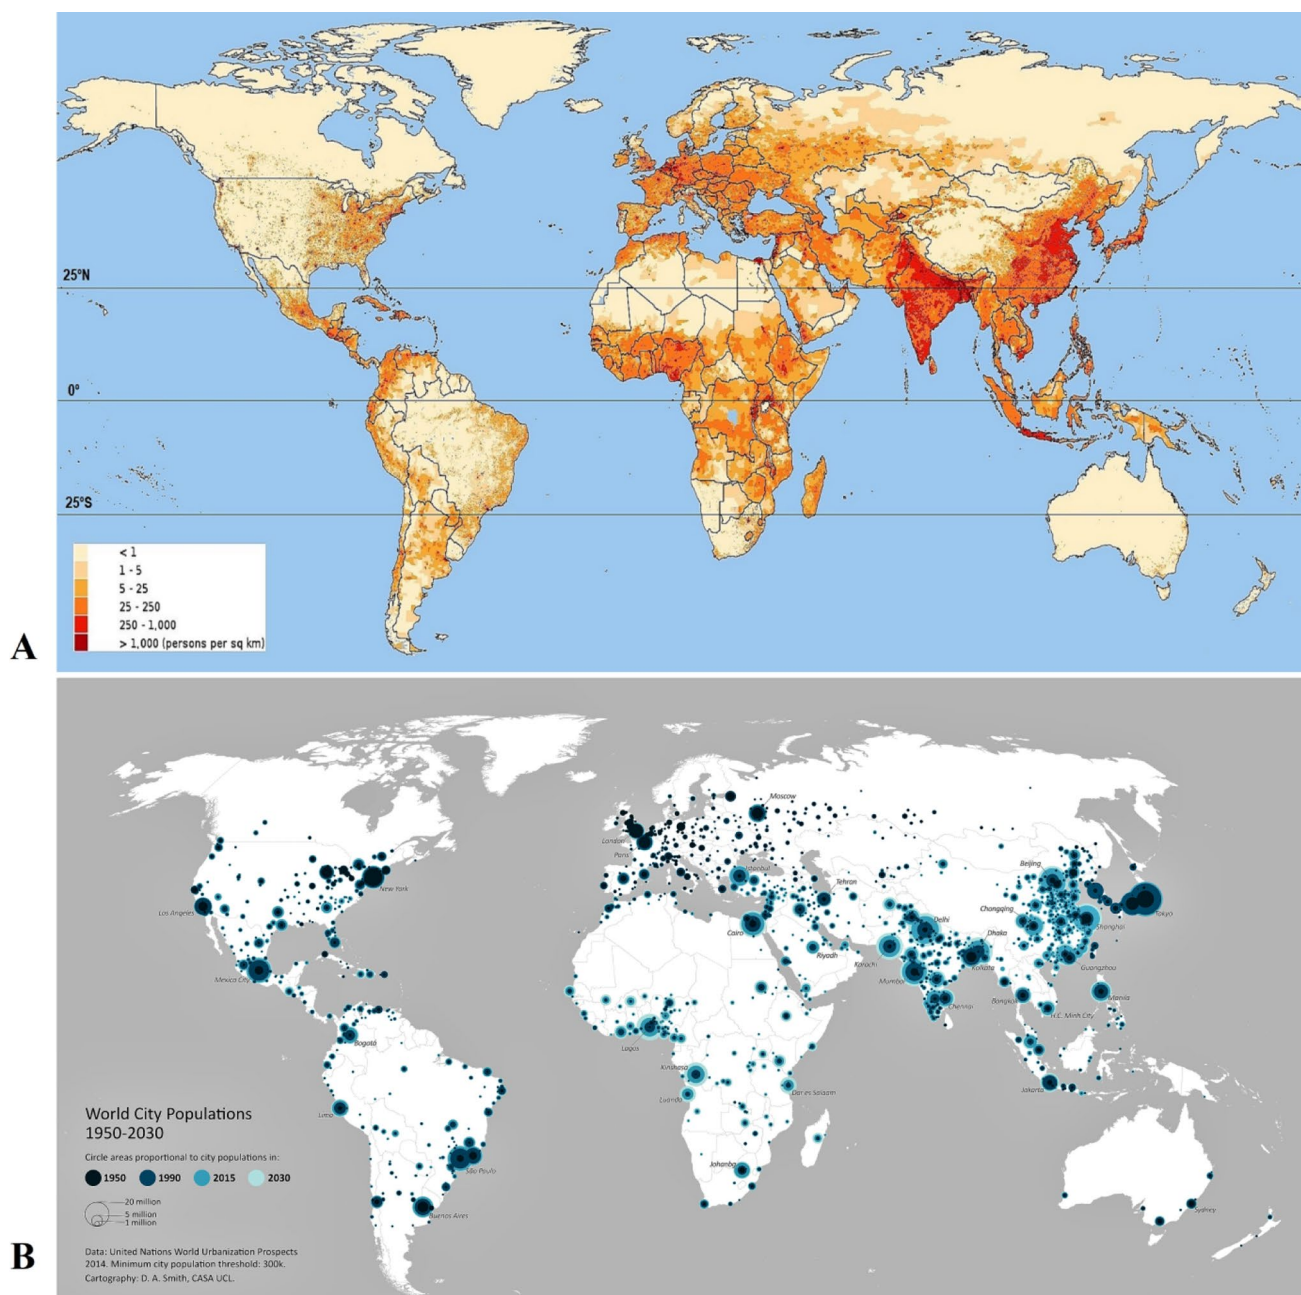 25°N
0°
25°S
< 1
1 - 5
5 - 25
25 - 250
250 - 1,000
> 1,000 (persons per sq km)
A
Moscow
London
Paris
Istanbul
Beijing
New York
Tehran
Los Angeles
Chongqing
Tokyo
Cairo
Delhi
Dhaka
Shanghai
Riyadh
Karachi
Kolkata
Guangzhou
Mexico City
Mumbai
Bangkok
Manila
Chennai
H.C. Minh City
Lagos
Bogotá
Kinshasa
Jakarta
Dar es Salaam
Luanda
Lima
Johanbg
São Paulo
Buenos Aires
Sydney
World City Populations
1950-2030
Circle areas proportional to city populations in:
1950 1990 2015 2030
20 million
5 million
1 million
Data: United Nations World Urbanization Prospects
2014. Minimum city population threshold: 300k.
Cartography: D. A. Smith, CASA UCL.
B